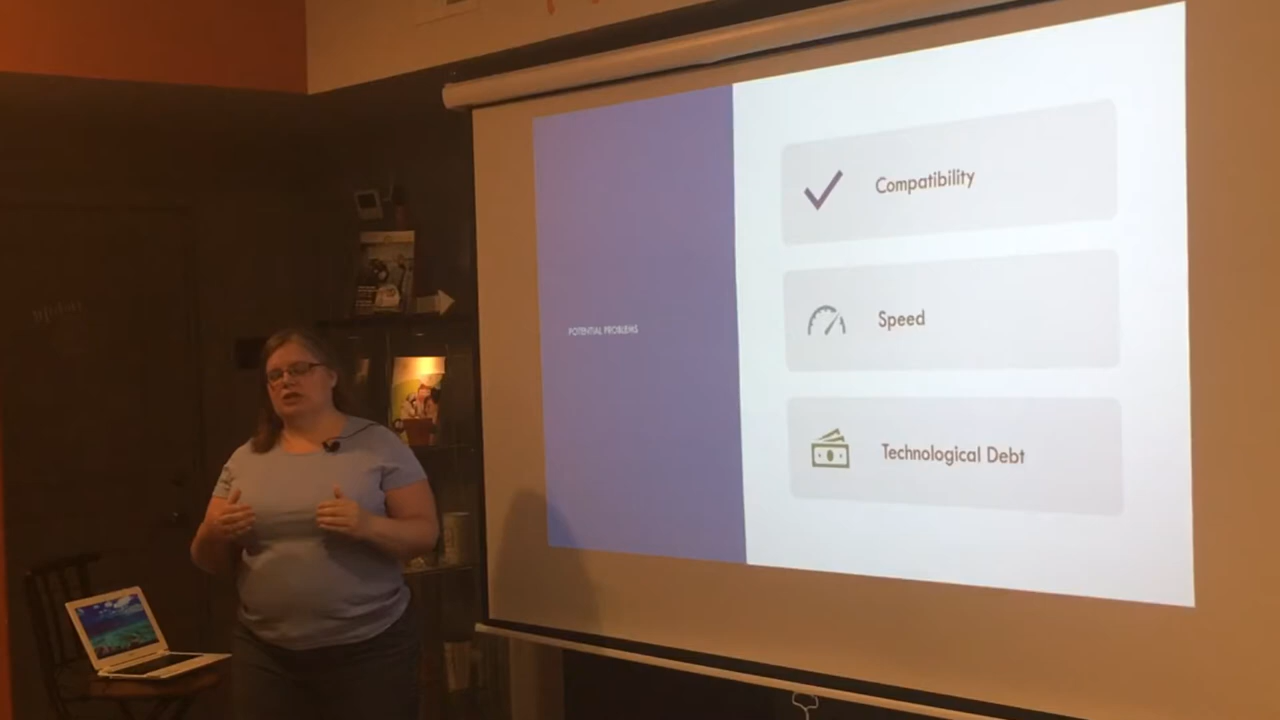 POTENTIAL PROBLEMS
Compatibility
Speed
Technological Debt